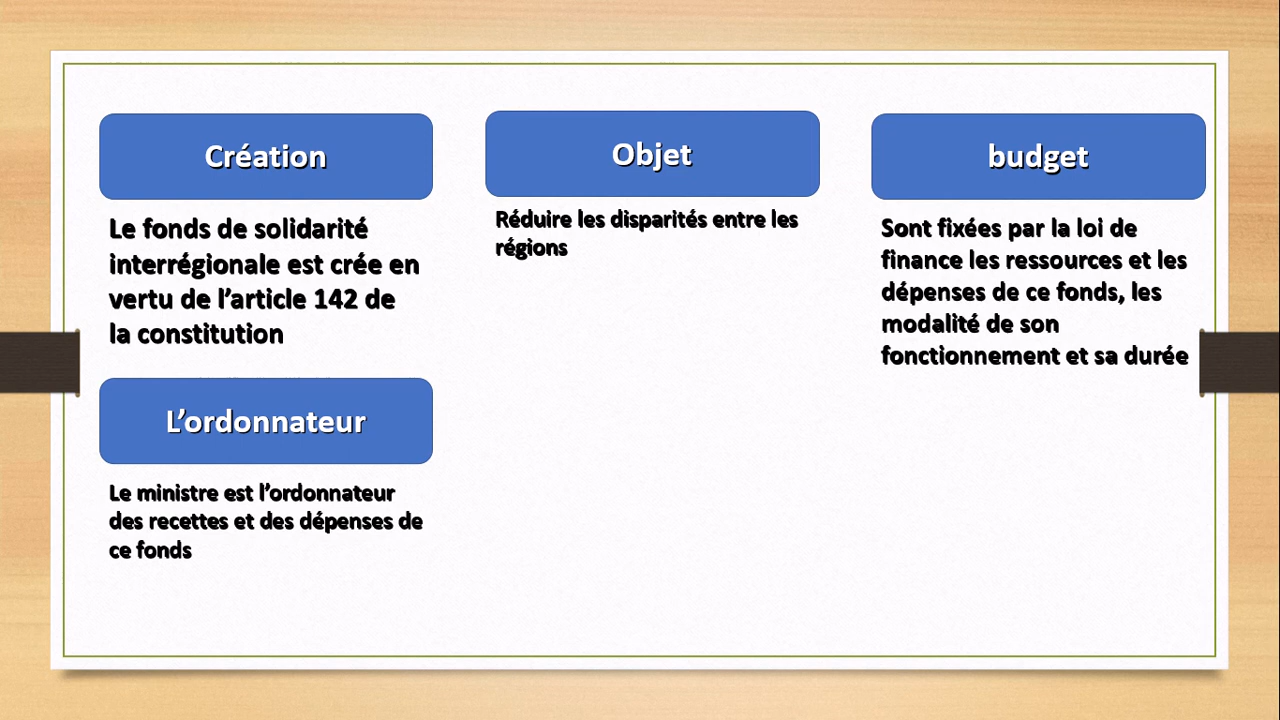 Création
Le fonds de solidarité
interrégionale est crée en
vertu de l’article 142 de
la constitution
Objet
Réduire les disparités entre les
régions
budget
Sont fixées par la loi de
finance les ressources et les
dépenses de ce fonds, les
modalité de son
fonctionnement et sa durée
L’ordonnateur
Le ministre est l’ordonnateur
des recettes et des dépenses de
ce fonds